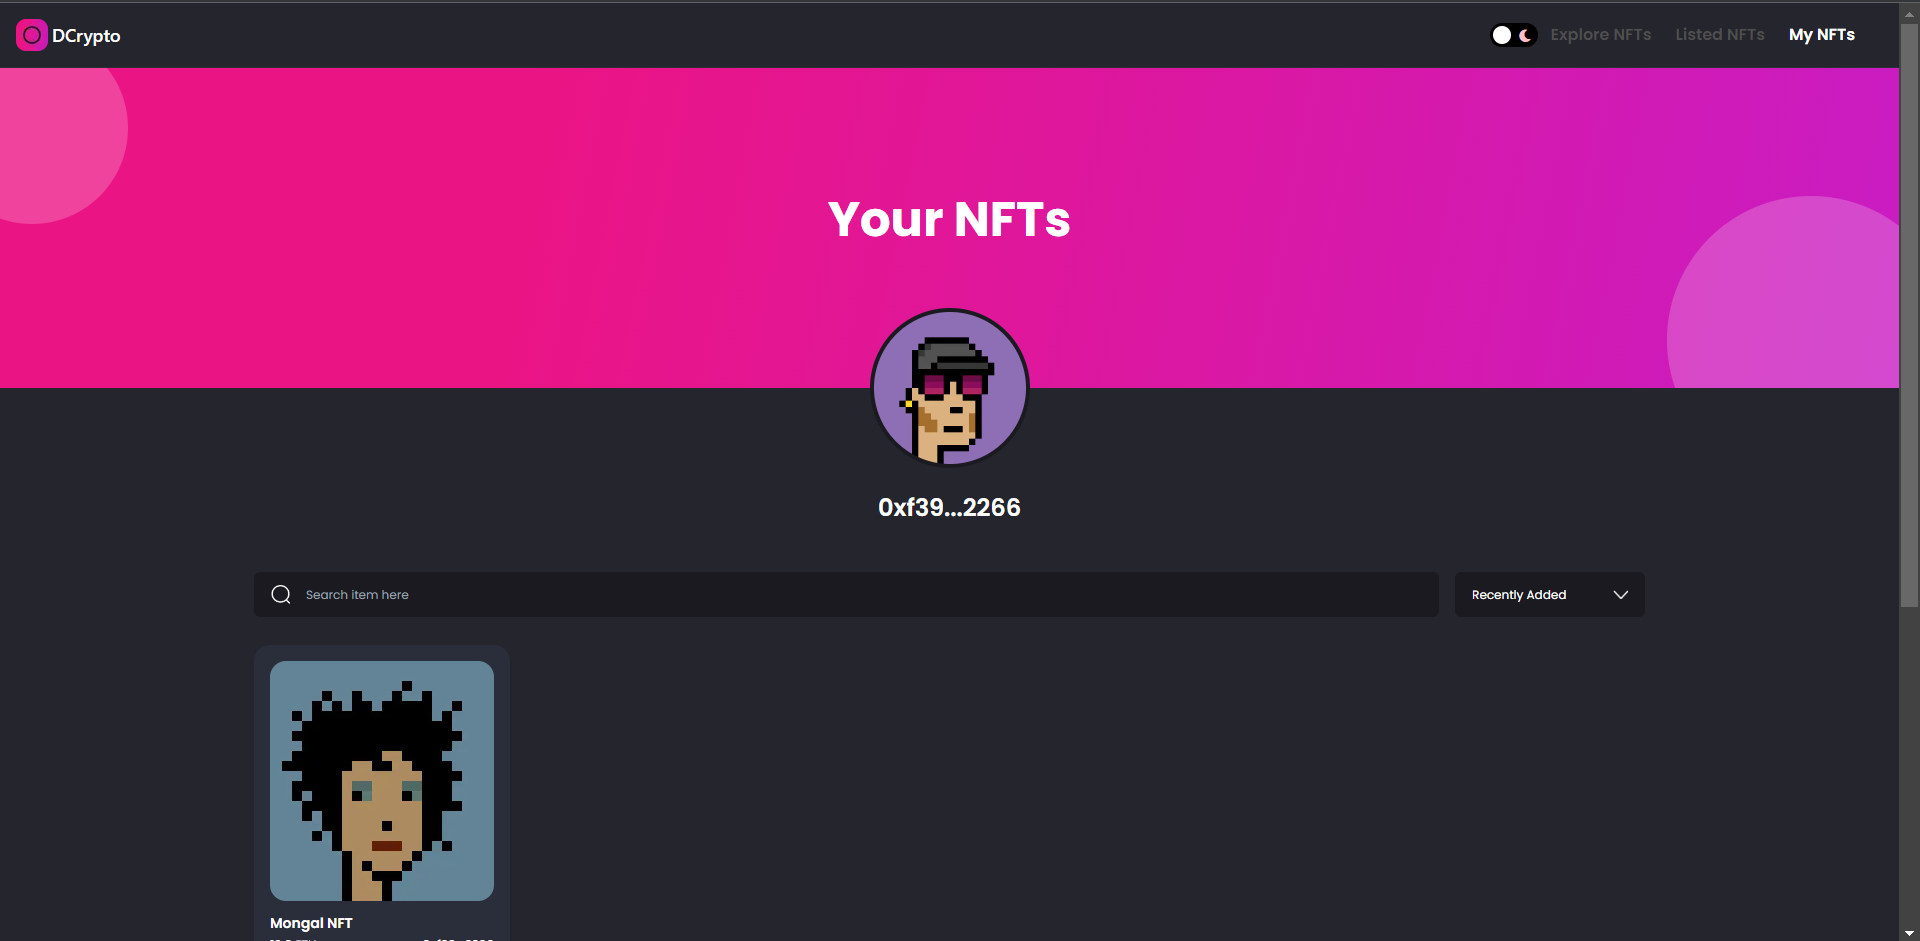 DCrypto
Explore NFTs
Listed NFTs
My NFTs
Your NFTs
0xf39...2266
Search item here
Recently Added
Mongal NFT